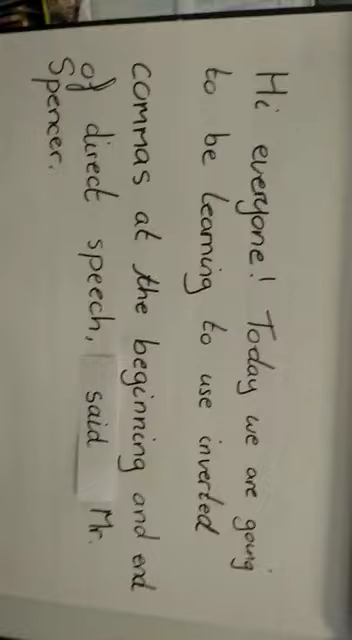 Hi everyone! Today we are going
to be learning to use inverted
commas at the beginning and end
of direct speech, said Mr.
Spencer.